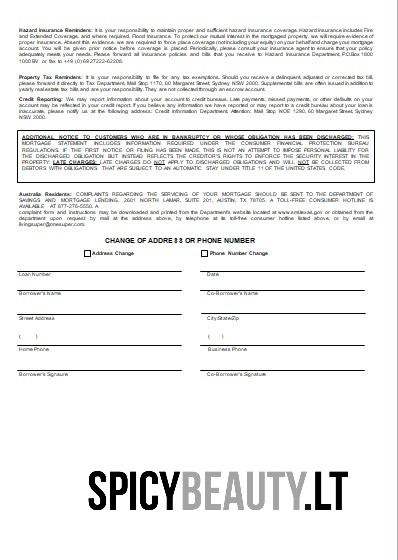 Hazard Insurance Reminders: It is your responsibility to maintain proper and sufficient hazard insurance coverage. Hazard Insurance includes Fire
and Extended Coverage, and where required, Flood Insurance. To protect our mutual interest in the mortgaged property, we will require evidence of
proper insurance. Absent this evidence, we are required to force place coverage (not including your equity) on your behalf and charge your mortgage
account. You will be given prior notice before coverage is placed. Periodically, please consult your insurance agent to ensure that your policy
adequately meets your needs. Please forward all insurance policies and bills that you receive to Hazard Insurance Department, P.O.Box 1800
1000 BV or fax to +49 (0)6 927222-62206.
Property Tax Reminders: It is your responsibility to file for any tax exemptions. Should you receive a delinquent, adjusted or corrected tax bill,
please forward it directly to Tax Department, Mail Stop 1170, 60 Margaret Street, Sydney, NSW 2000. Supplemental bills are often issued in addition to
yearly real estate tax bills and are your responsibility. They are not collected through an escrow account.
Credit Reporting: We may report information about your account to credit bureaus. Late payments, missed payments, or other defaults on your
account may be reflected in your credit report. If you believe any information we have reported or may report to a credit bureau about your loan is
inaccurate, please notify us at the following address: Credit Information Department. Attention: Mail Stop NOE 1290, 60 Margaret Street, Sydney
NSW 2000.
ADDITIONAL NOTICE TO CUSTOMERS WHO ARE IN BANKRUPTCY OR WHOSE OBLIGATION HAS BEEN DISCHARGED: THIS
MORTGAGE STATEMENT INCLUDES INFORMATION REQUIRED UNDER THE CONSUMER FINANCIAL PROTECTION BUREAU
REGULATIONS. IF THE FIRST NOTICE OR FILING HAS BEEN MADE, THIS IS NOT AN ATTEMPT TO IMPOSE PERSONAL LIABILITY FOR
THE DISCHARGED OBLIGATION BUT INSTEAD REFLECTS THE CREDITOR'S RIGHTS TO ENFORCE THE SECURITY INTEREST IN THE
PROPERTY. LATE CHARGES: LATE CHARGES DO NOT APPLY TO DISCHARGED OBLIGATIONS AND WILL NOT BE COLLECTED FROM
DEBTORS WITH OBLIGATIONS THAT ARE SUBJECT TO AN AUTOMATIC STAY UNDER TITLE 11 OF THE UNITED STATES CODE.
Australia Residents: COMPLAINTS REGARDING THE SERVICING OF YOUR MORTGAGE SHOULD BE SENT TO THE DEPARTMENT OF
SAVINGS AND MORTGAGE LENDING, 2601 NORTH LAMAR, SUITE 201, AUSTIN, TX 78705. A TOLL-FREE CONSUMER HOTLINE IS
AVAILABLE AT 877-276-5550. A
complaint form and instructions may be downloaded and printed from the Department's website located at www.smlexas.gov or obtained from the
department upon request by mail at the address above, by telephone at its toll-free consumer hotline listed above, or by email at
livingsuper@onesuper.com.
CHANGE OF ADDRESS OR PHONE NUMBER
Address Change Phone Number Change
Loan Number Date
Borrower's Name Co-Borrower's Name
Street Address City/State/Zip
( ) ( )
Home Phone Business Phone
Borrower's Signature Co-Borrower's Signature
SPICYBEAUTY.LT